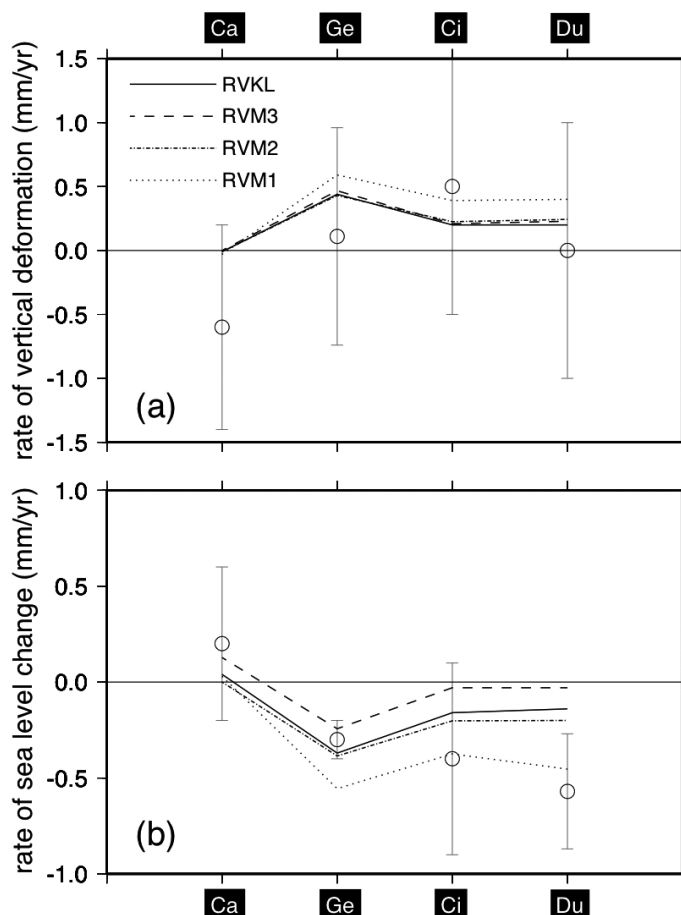 Ca Ge Ci Du
rate of vertical deformation (mm/yr)
1.5
1.0
0.5
0.0
-0.5
-1.0
-1.5
RVKL
RVM3
RVM2
RVM1
(a)
rate of sea level change (mm/yr)
1.0
0.5
0.0
-0.5
-1.0
(b)
Ca Ge Ci Du